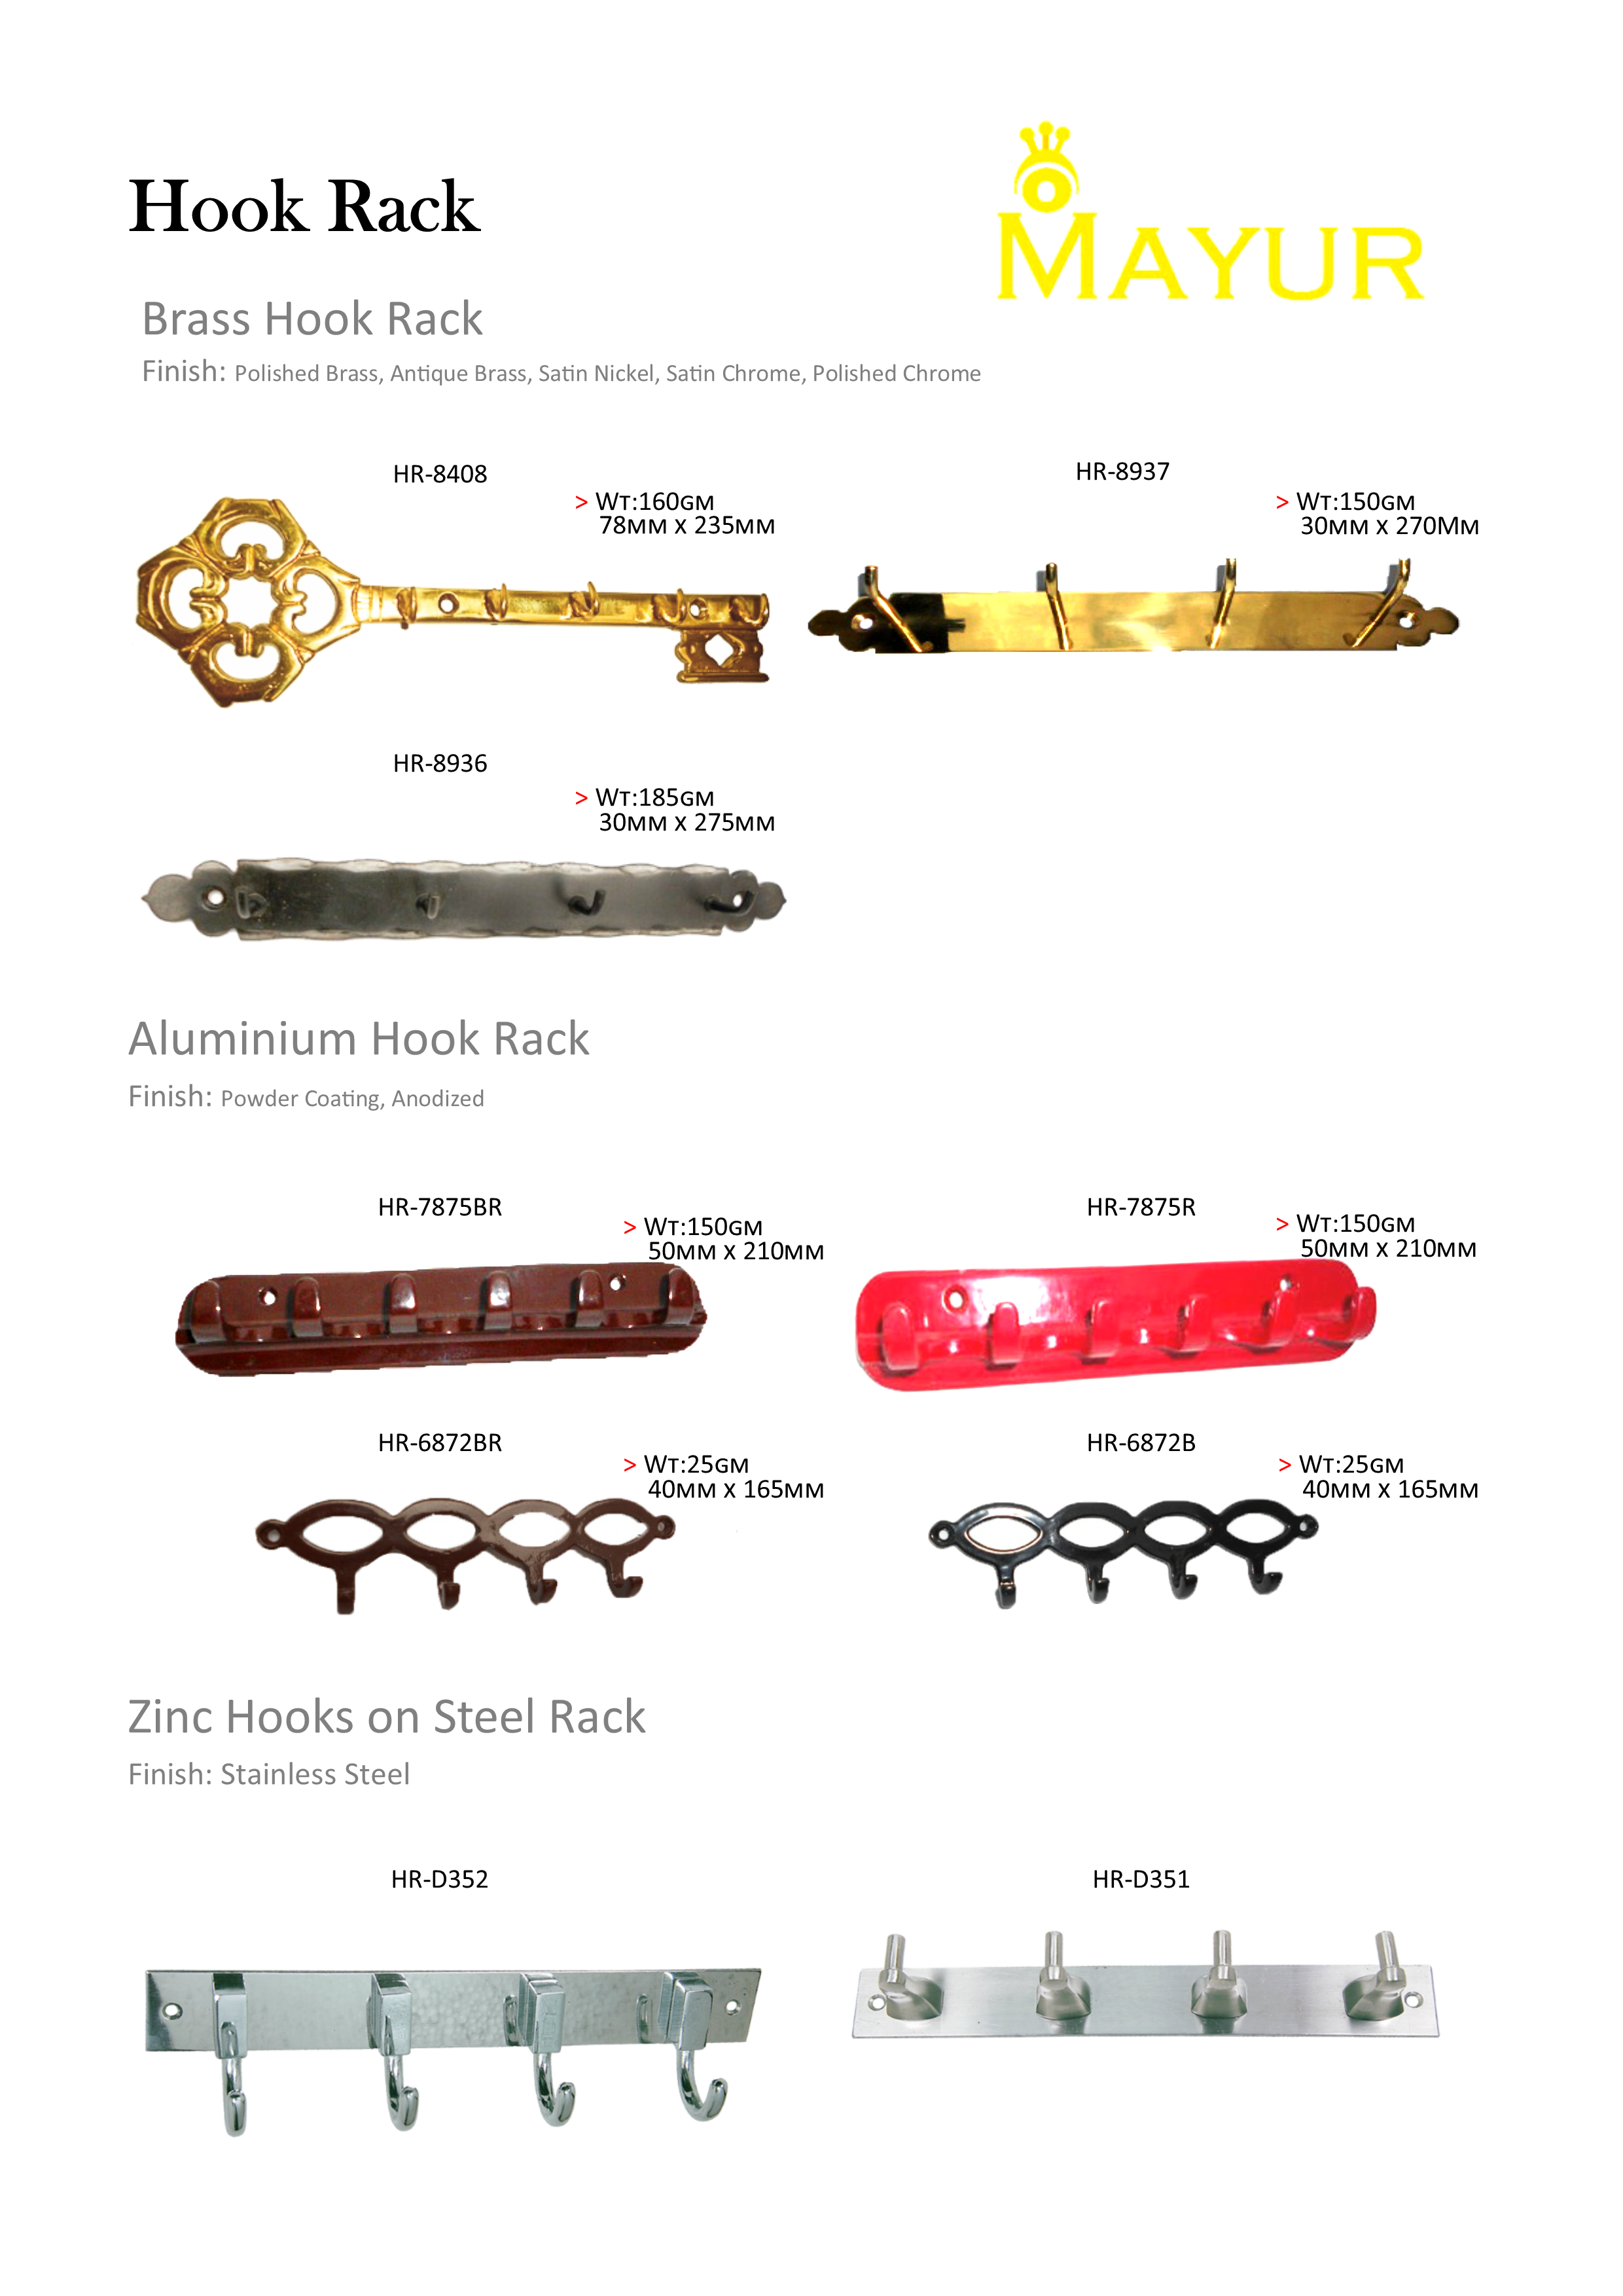 Hook Rack
MAYUR
Brass Hook Rack
Finish: Polished Brass, Antique Brass, Satin Nickel, Satin Chrome, Polished Chrome
HR-8408
> WT:160GM
78MM X 235MM
HR-8937
> WT:150GM
30MM X 270MM
HR-8936
> WT:185GM
30MM X 275MM
Aluminium Hook Rack
Finish: Powder Coating, Anodized
HR-7875BR
> WT:150GM
50MM X 210MM
HR-7875R
> WT:150GM
50MM X 210MM
HR-6872BR
> WT:25GM
40MM X 165MM
HR-6872B
> WT:25GM
40MM X 165MM
Zinc Hooks on Steel Rack
Finish: Stainless Steel
HR-D352
HR-D351